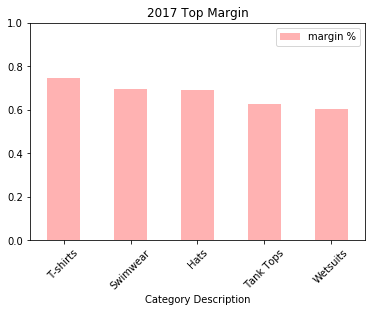 2017 Top Margin
margin %
1.0
0.8
0.6
0.4
0.2
0.0
T-shirts
Swimwear
Hats
Tank Tops
Wetsuits
Category Description